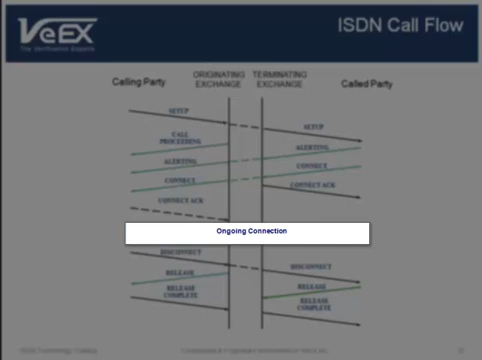 VeEX
The Verification Experts
ISDN Call Flow
Calling Party
ORIGINATING
EXCHANGE
TERMINATING
EXCHANGE
Called Party
SETUP
SETUP
CALL
PROCEEDING
ALERTING
ALERTING
CONNECT
CONNECT
CONNECT ACK
CONNECT ACK
Ongoing Connection
DISCONNECT
DISCONNECT
RELEASE
RELEASE
RELEASE
COMPLETE
RELEASE
COMPLETE